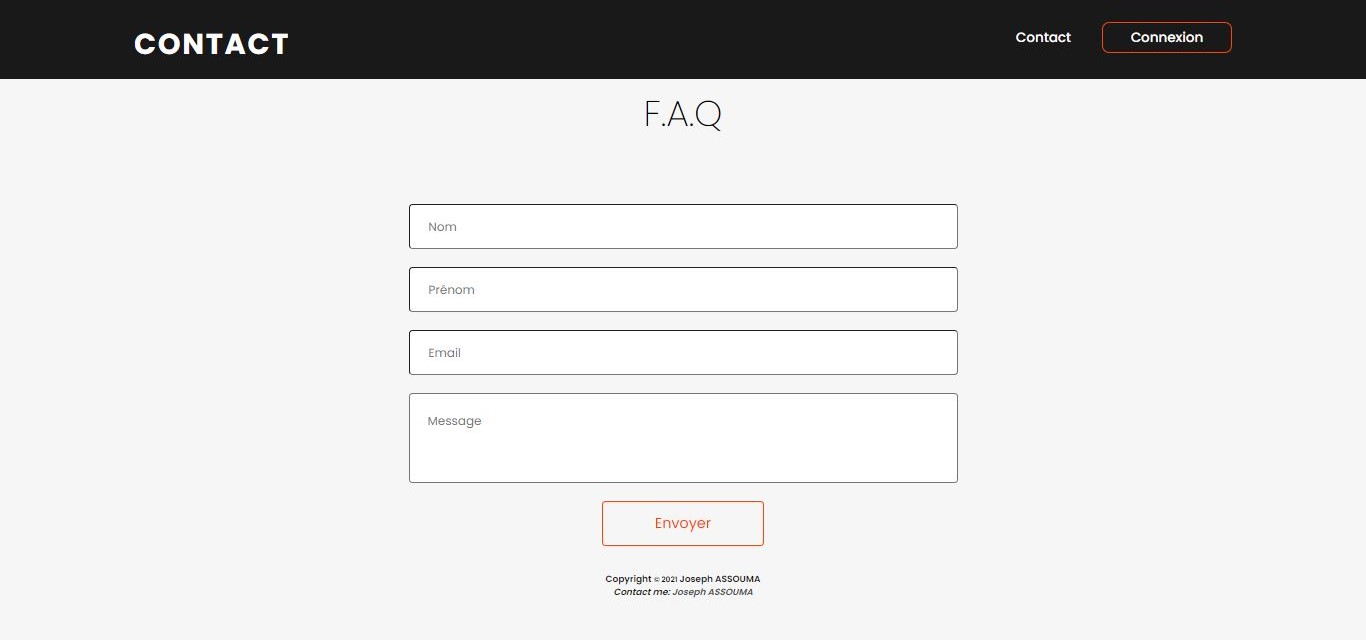 CONTACT
Contact
Connexion
F.A.Q
Nom
Prénom
Email
Message
Envoyer
Copyright © 2021 Joseph ASSOUMA
Contact me: Joseph ASSOUMA